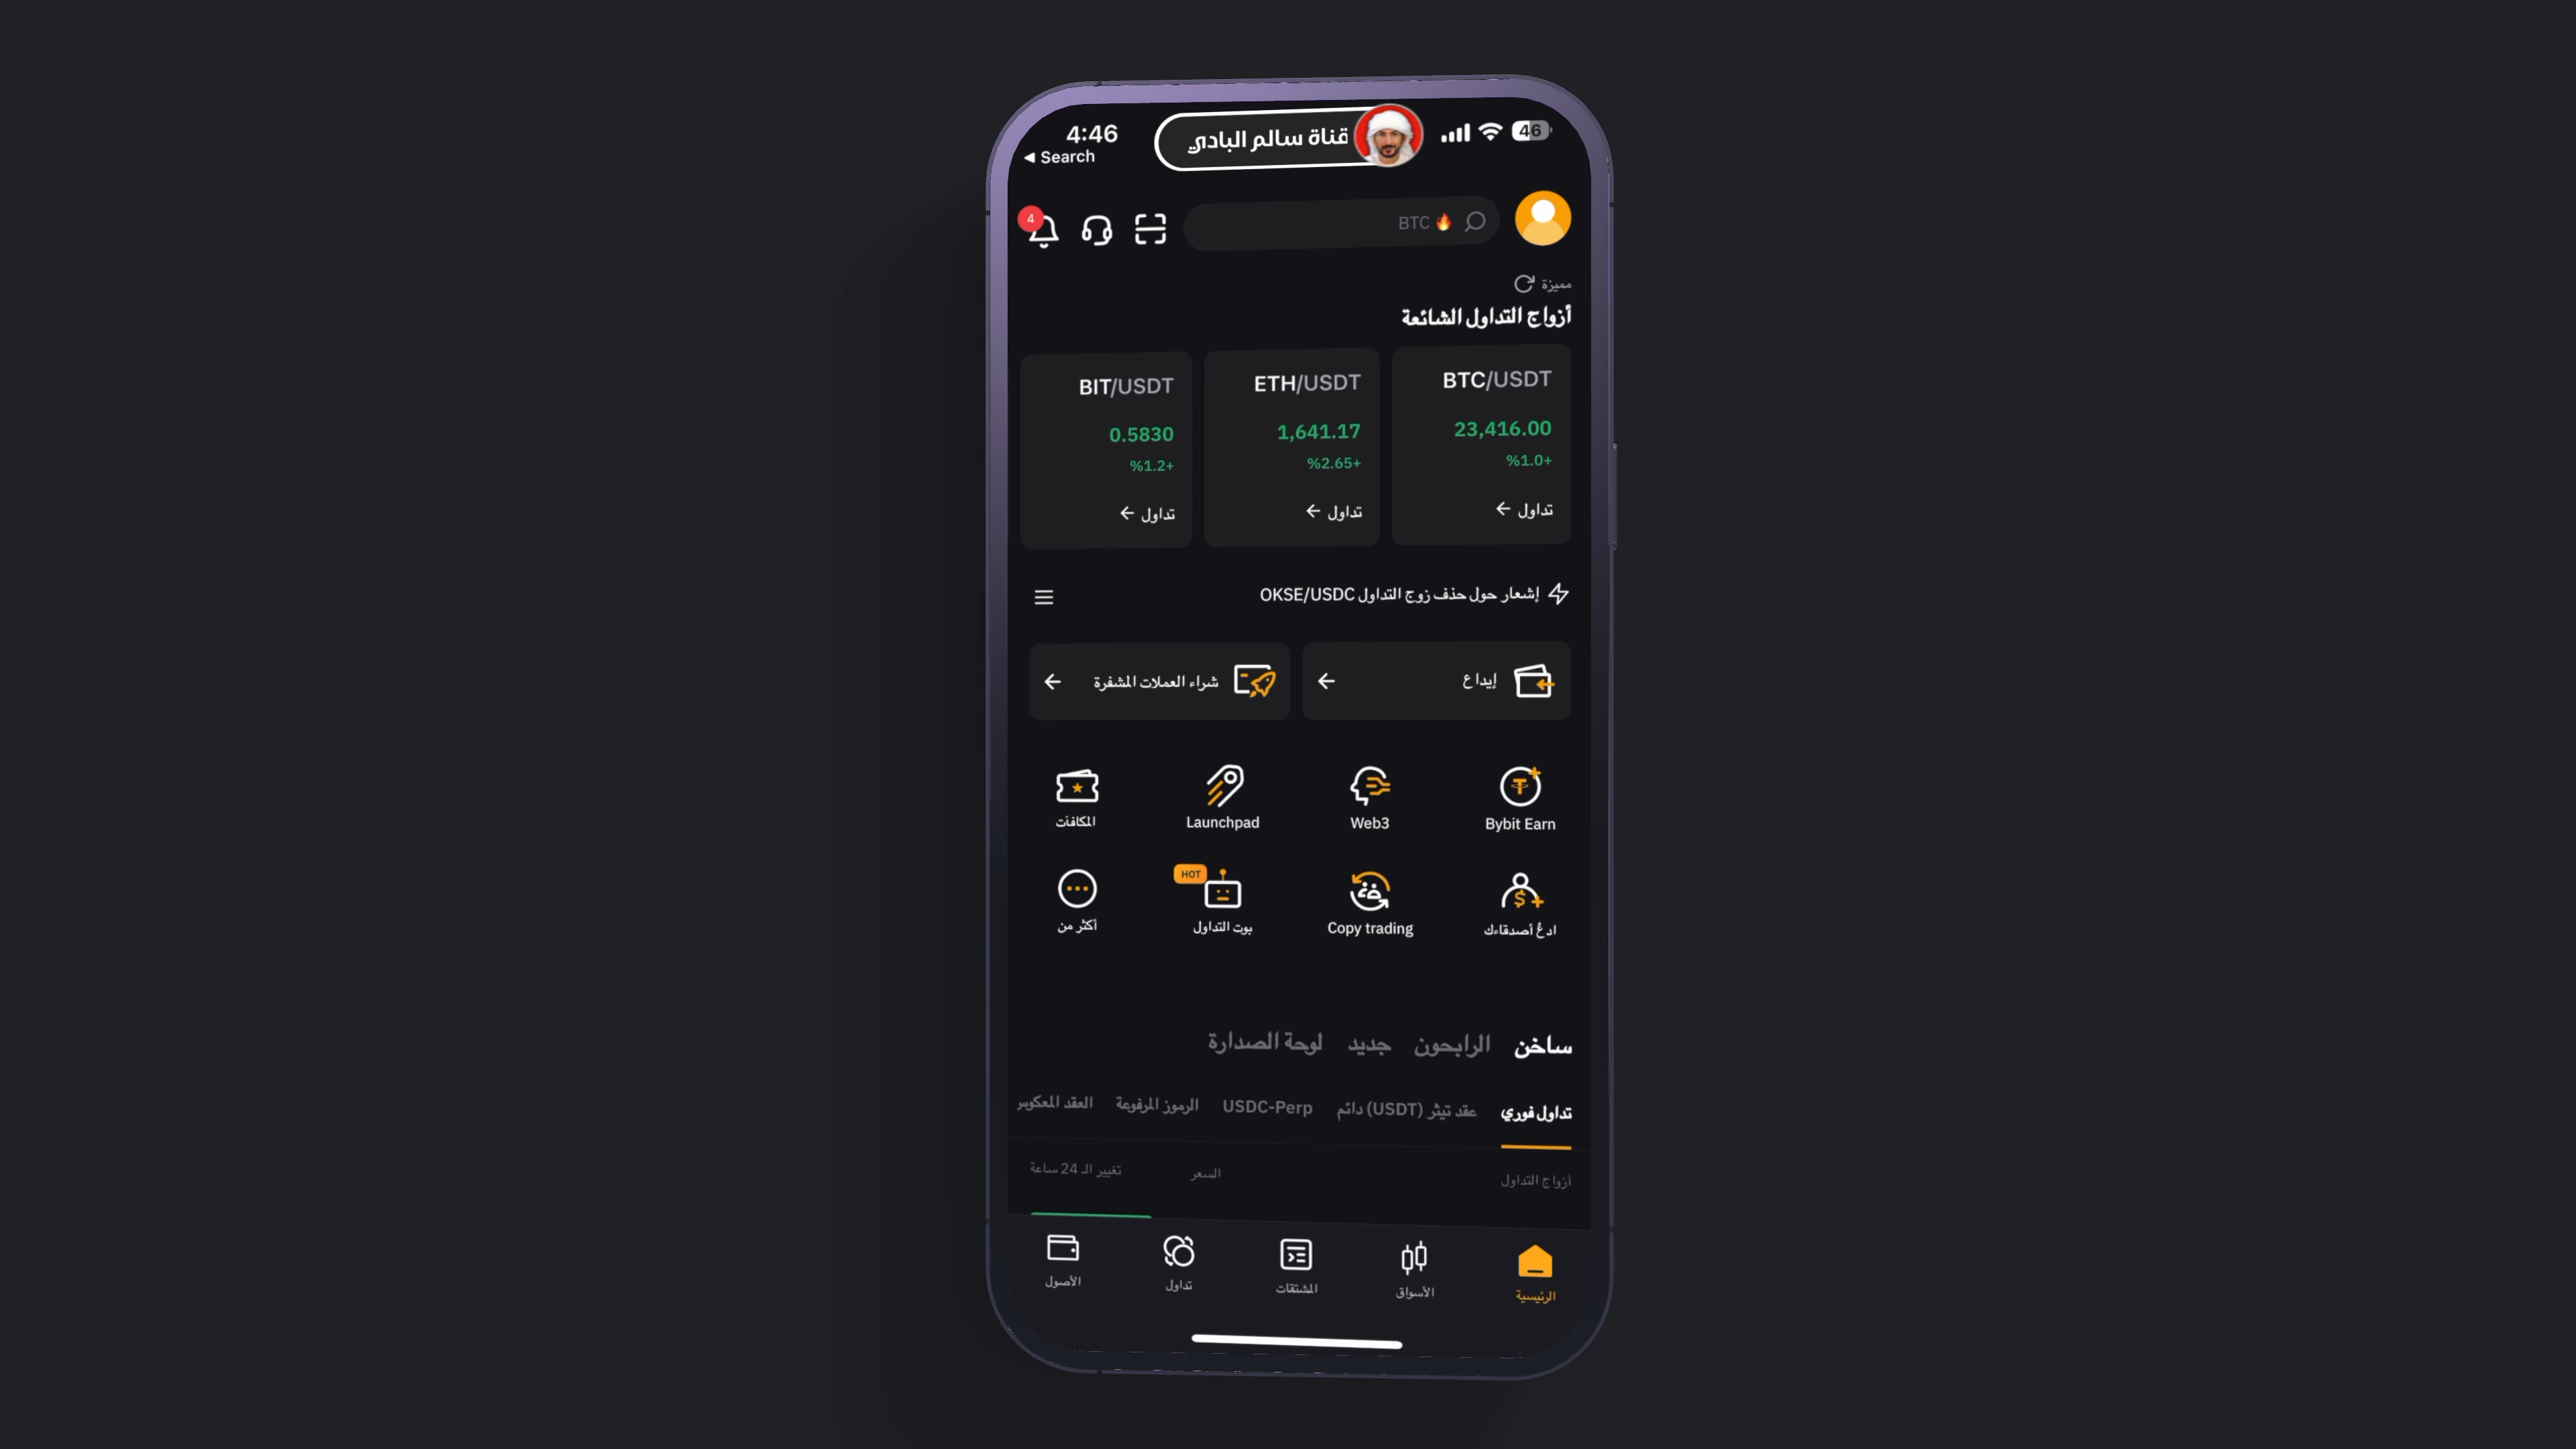 4:46
◀ Search
قناة سالم البادي
46
4
BTC 🔥
مميزة
أزواج التداول الشائعة
BTC/USDT
23,416.00
%1.0+
تداول ←
ETH/USDT
1,641.17
%2.65+
تداول ←
BIT/USDT
0.5830
%1.2+
تداول ←
إشعار حول حذف زوج التداول OKSE/USDC
إيداع ←
شراء العملات المشفرة ←
Bybit Earn
Web3
Launchpad
المكافآت
ادعُ أصدقاءك
Copy trading
HOT
بوت التداول
أكثر من
ساخن الرابحون جديد لوحة الصدارة
تداول فوري عقد تيثر (USDT) دائم USDC-Perp الرموز المرفوعة العقد المعكوس
أزواج التداول السعر تغيير الـ 24 ساعة
الرئيسية الأسواق المشتقات تداول الأصول